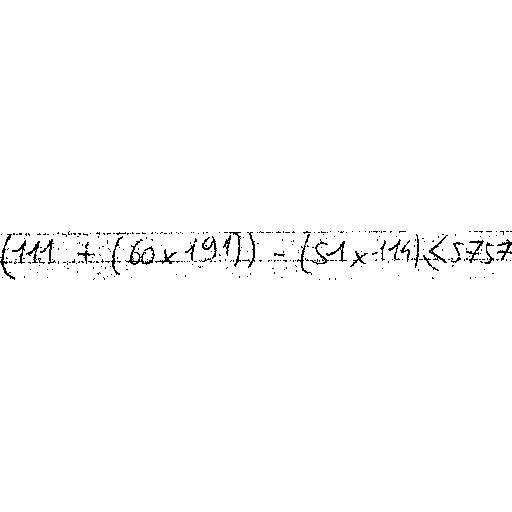 (111 + (60 x 191)) - (51 x 114) ≤ 5757